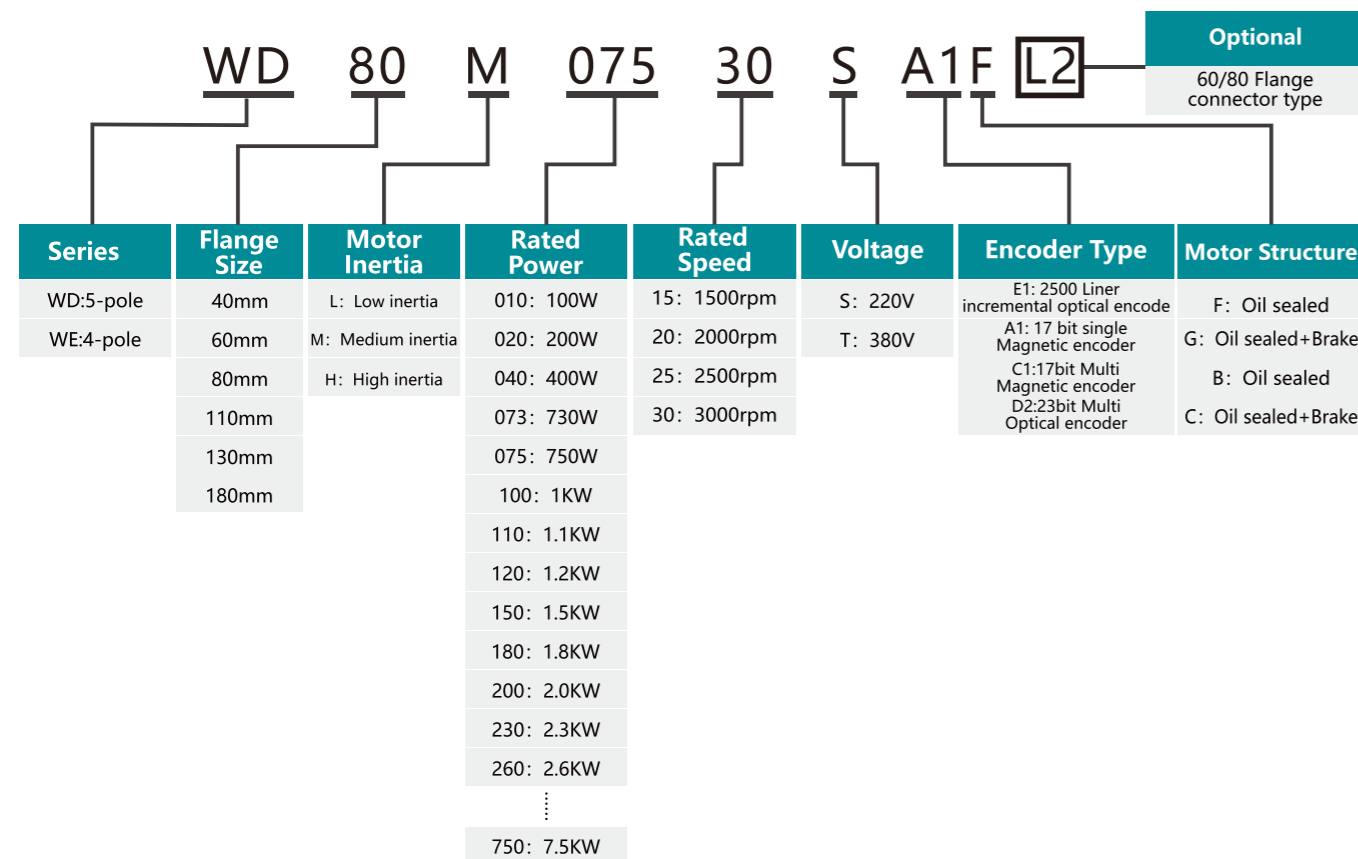 WD 80 M 075 30 S A1 F L2
Optional
60/80 Flange
connector type
Series
WD:5-pole
WE:4-pole
Flange
Size
40mm
60mm
80mm
110mm
130mm
180mm
Motor
Inertia
L: Low inertia
M: Medium inertia
H: High inertia
Rated
Power
010: 100W
020: 200W
040: 400W
073: 730W
075: 750W
100: 1KW
110: 1.1KW
120: 1.2KW
150: 1.5KW
180: 1.8KW
200: 2.0KW
230: 2.3KW
260: 2.6KW
750: 7.5KW
Rated
Speed
15: 1500rpm
20: 2000rpm
25: 2500rpm
30: 3000rpm
Voltage
S: 220V
T: 380V
Encoder Type
E1: 2500 Liner
incremental optical encode
A1: 17 bit single
Magnetic encoder
C1:17bit Multi
Magnetic encoder
D2:23bit Multi
Optical encoder
Motor Structure
F: Oil sealed
G: Oil sealed+Brake
B: Oil sealed
C: Oil sealed+Brake